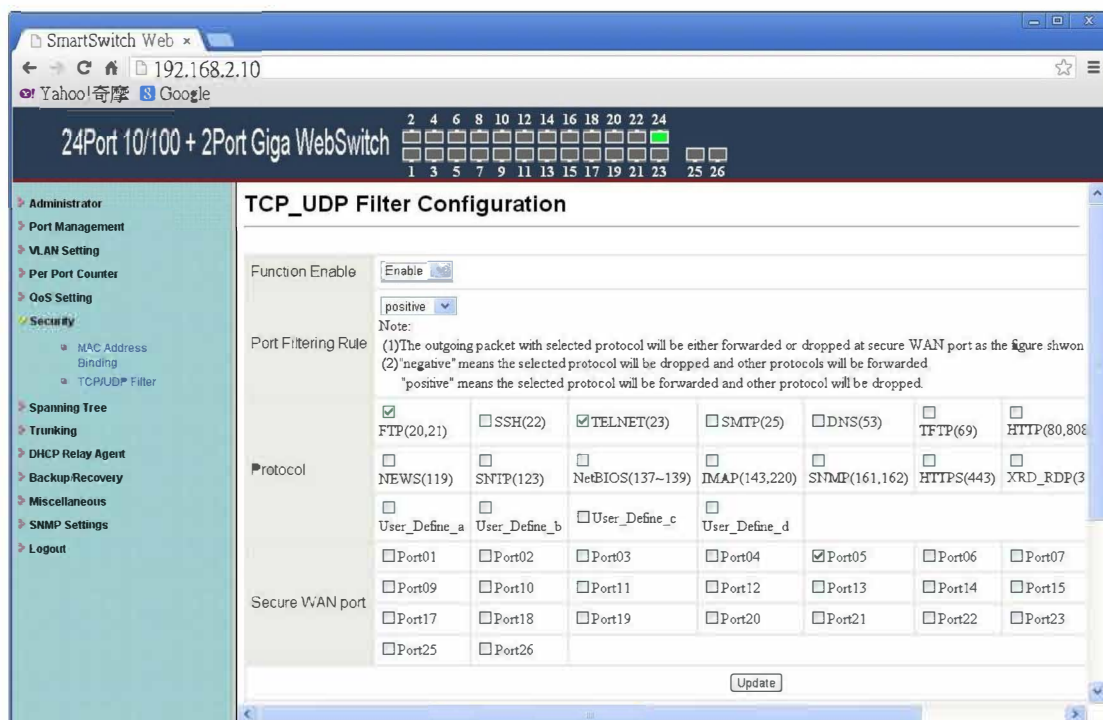 SmartSwitch Web ×
192.168.2.10
Yahoo!奇摩 Google
24Port 10/100 + 2Port Giga WebSwitch
2 4 6 8 10 12 14 16 18 20 22 24
1 3 5 7 9 11 13 15 17 19 21 23 25 26
Administrator
Port Management
VLAN Setting
Per Port Counter
QoS Setting
Security
MAC Address
Binding
TCP/UDP Filter
Spanning Tree
Trunking
DHCP Relay Agent
Backup/Recovery
Miscellaneous
SNMP Settings
Logout
TCP_UDP Filter Configuration
Function Enable Enable
Port Filtering Rule
positive
Note:
(1)The outgoing packet with selected protocol will be either forwarded or dropped at secure WAN port as the figure shwon
(2)"negative" means the selected protocol will be dropped and other protocols will be forwarded
"positive" means the selected protocol will be forwarded and other protocol will be dropped.
Protocol
FTP(20,21) SSH(22) TELNET(23) SMTP(25) DNS(53) TFTP(69) HTTP(80,808
NEWS(119) SNTP(123) NetBIOS(137~139) IMAP(143,220) SNMP(161,162) HTTPS(443) XRD_RDP(3
User_Define_a User_Define_b User_Define_c User_Define_d
Secure WAN port
Port01 Port02 Port03 Port04 Port05 Port06 Port07
Port09 Port10 Port11 Port12 Port13 Port14 Port15
Port17 Port18 Port19 Port20 Port21 Port22 Port23
Port25 Port26
Update